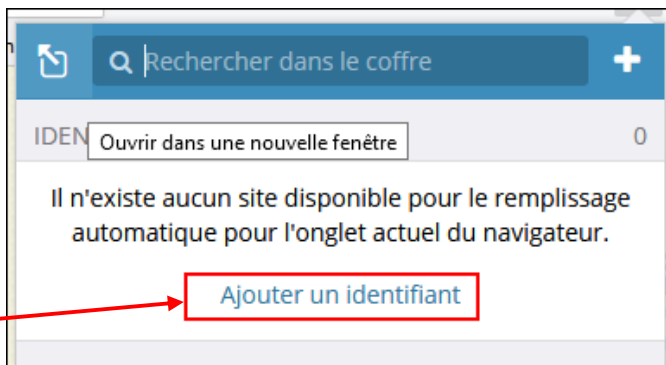 Rechercher dans le coffre
IDEN
0
Ouvrir dans une nouvelle fenêtre
Il n'existe aucun site disponible pour le remplissage
automatique pour l'onglet actuel du navigateur.
Ajouter un identifiant